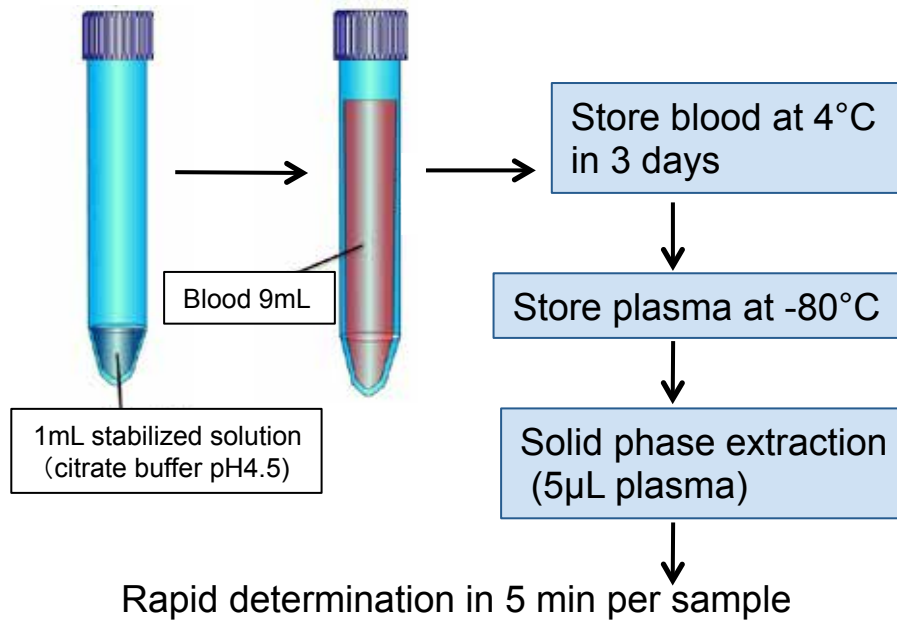 1mL stabilized solution
（citrate buffer pH4.5)
Blood 9mL
Store blood at 4°C
in 3 days
Store plasma at -80°C
Solid phase extraction
(5µL plasma)
Rapid determination in 5 min per sample